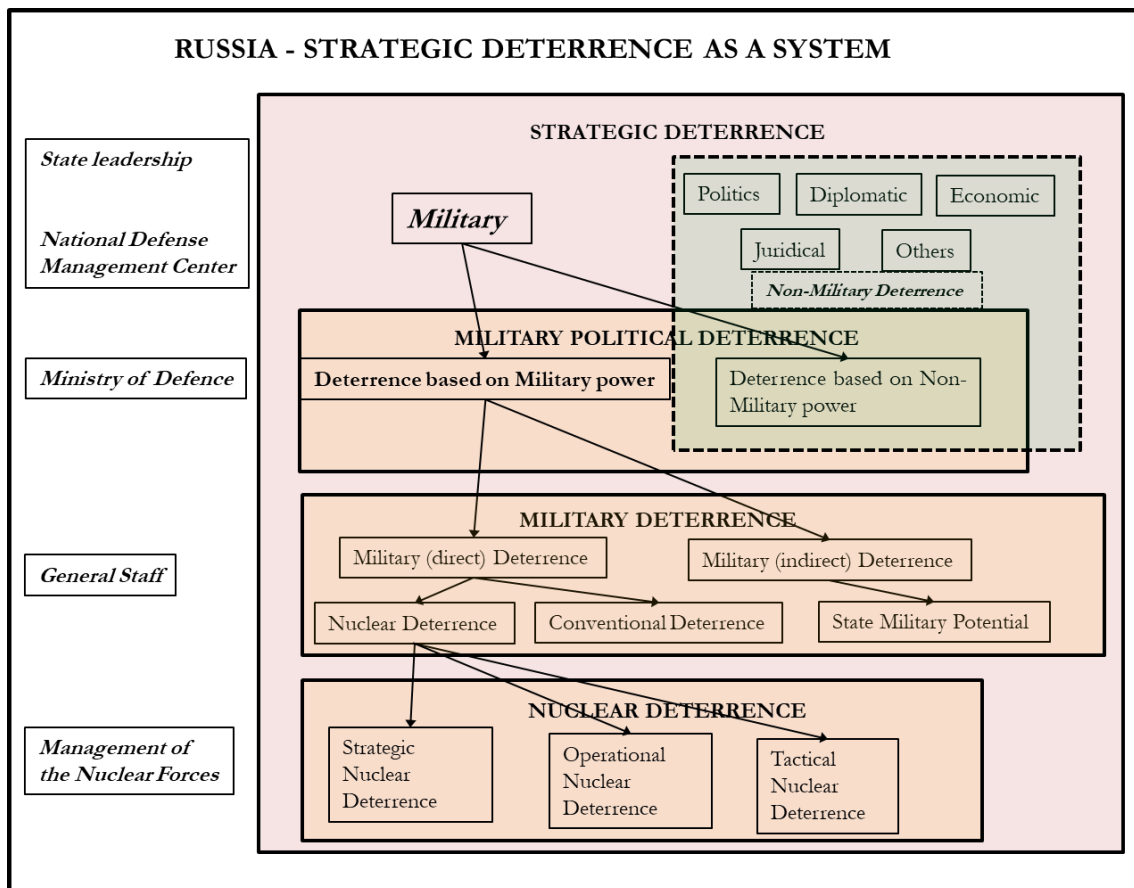 RUSSIA - STRATEGIC DETERRENCE AS A SYSTEM
STRATEGIC DETERRENCE
State leadership
National Defense
Management Center
Military
Politics
Diplomatic
Economic
Juridical
Others
Non-Military Deterrence
MILITARY POLITICAL DETERRENCE
Ministry of Defence
Deterrence based on Military power
Deterrence based on Non-
Military power
MILITARY DETERRENCE
General Staff
Military (direct) Deterrence
Military (indirect) Deterrence
Nuclear Deterrence
Conventional Deterrence
State Military Potential
NUCLEAR DETERRENCE
Management of
the Nuclear Forces
Strategic
Nuclear
Deterrence
Operational
Nuclear
Deterrence
Tactical
Nuclear
Deterrence